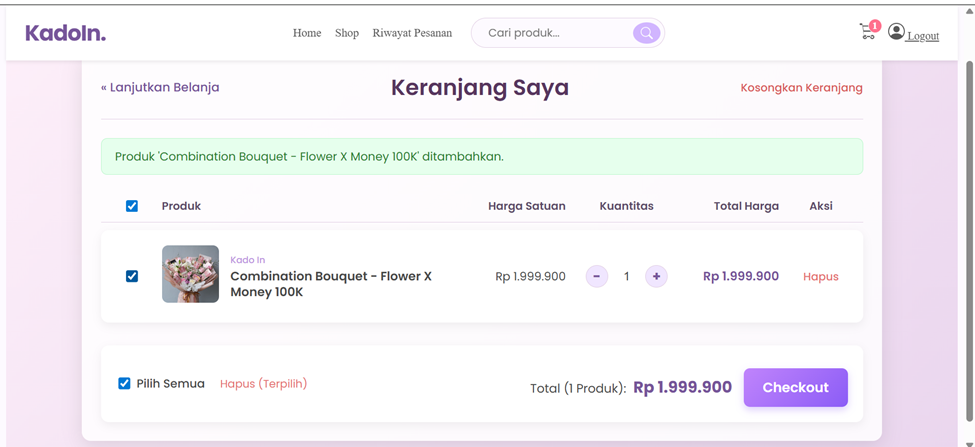 KadoIn.
Home Shop Riwayat Pesanan
Cari produk...
1
Logout
« Lanjutkan Belanja
Keranjang Saya
Kosongkan Keranjang
Produk 'Combination Bouquet - Flower X Money 100K' ditambahkan.
Produk Harga Satuan Kuantitas Total Harga Aksi
Kado In
Combination Bouquet - Flower X
Money 100K
Rp 1.999.900 - 1 + Rp 1.999.900 Hapus
Pilih Semua Hapus (Terpilih)
Total (1 Produk): Rp 1.999.900 Checkout